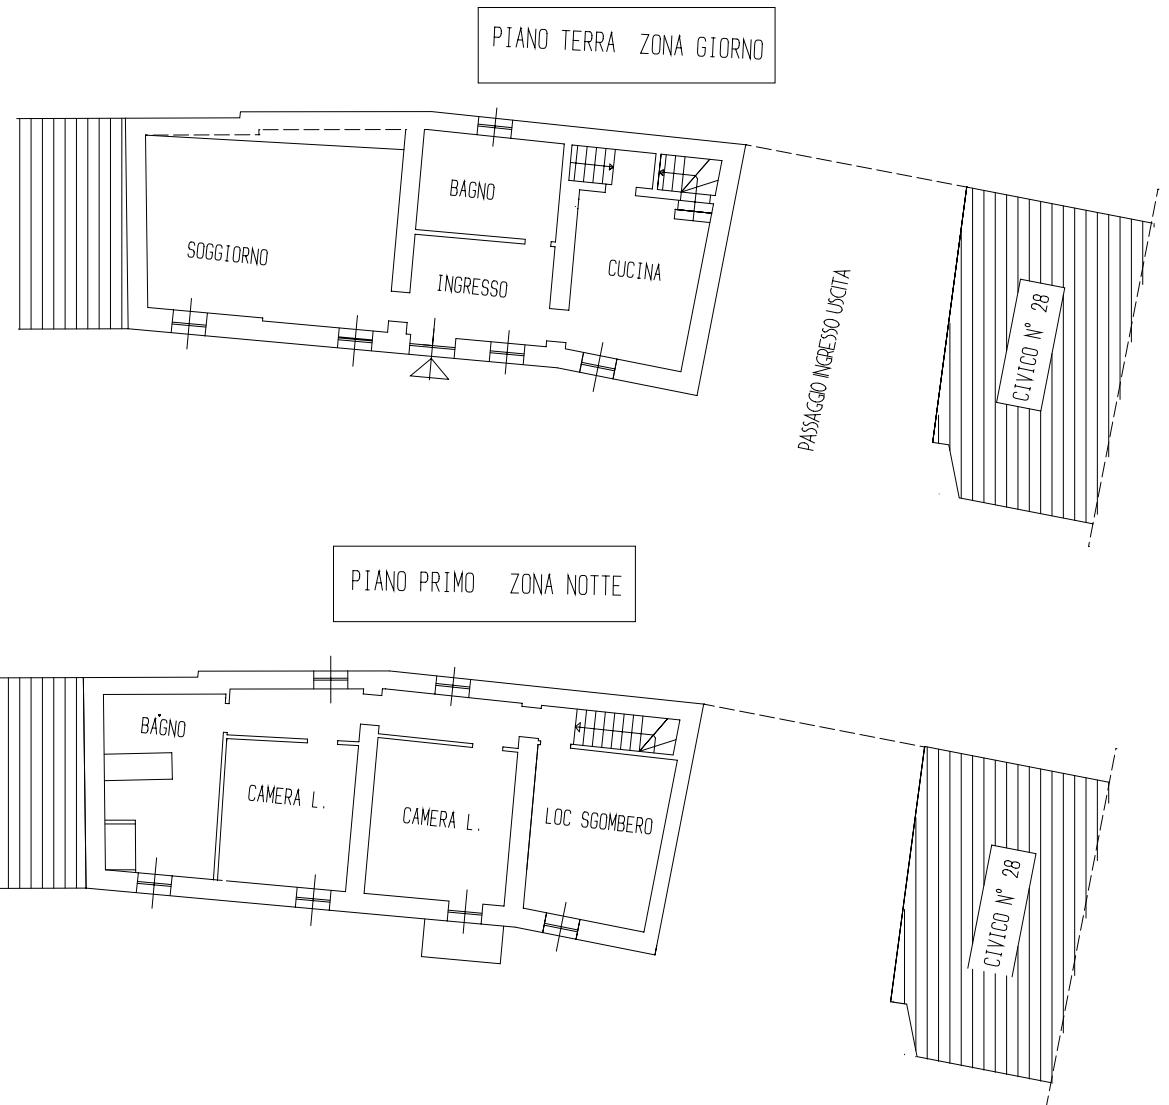 PIANO TERRA ZONA GIORNO
BAGNO
SOGGIORNO
INGRESSO
CUCINA
PASSAGGIO INGRESSO USCITA
CIVICO N° 28
PIANO PRIMO ZONA NOTTE
BAGNO
CAMERA L.
CAMERA L.
LOC SGOMBERO
CIVICO N° 28